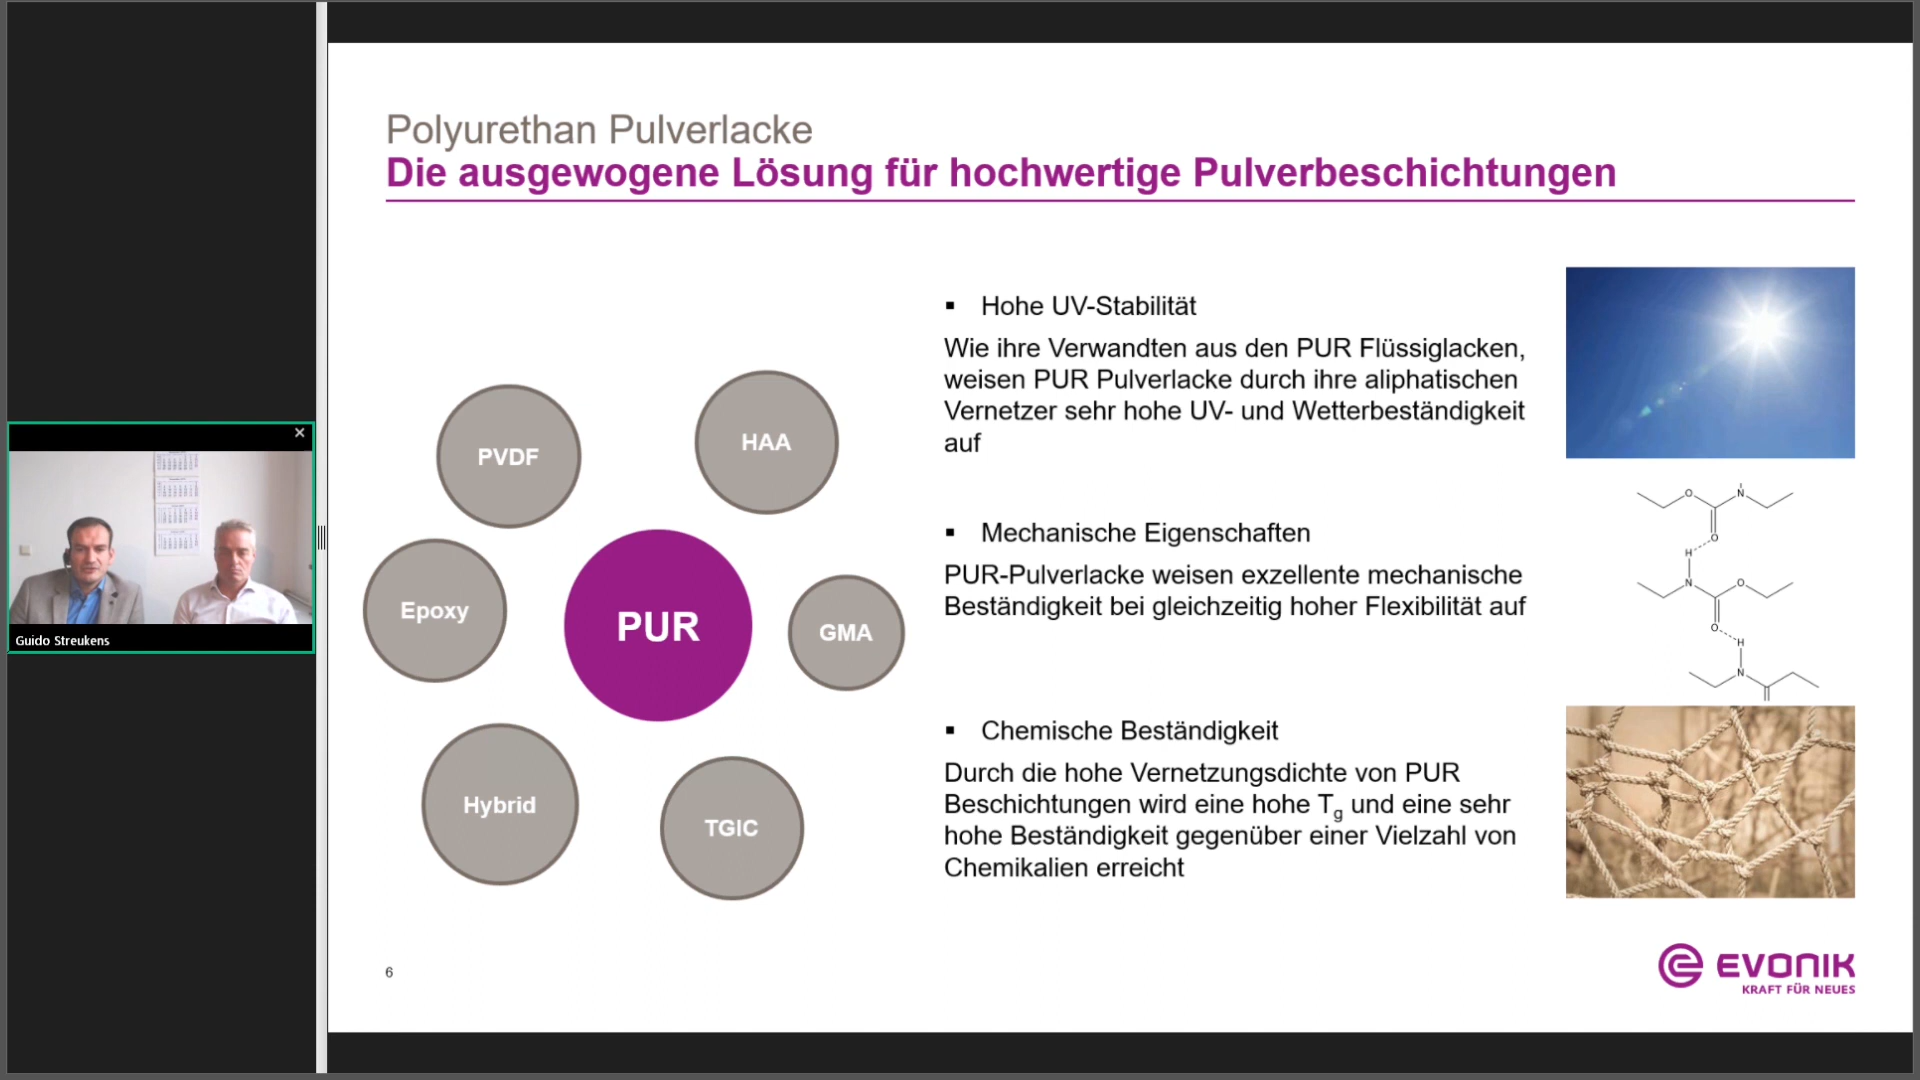 Polyurethan Pulverlacke
Die ausgewogene Lösung für hochwertige Pulverbeschichtungen
PVDF
HAA
Epoxy
PUR
GMA
Hybrid
TGIC
▪ Hohe UV-Stabilität
Wie ihre Verwandten aus den PUR Flüssiglacken,
weisen PUR Pulverlacke durch ihre aliphatischen
Vernetzer sehr hohe UV- und Wetterbeständigkeit
auf
▪ Mechanische Eigenschaften
PUR-Pulverlacke weisen exzellente mechanische
Beständigkeit bei gleichzeitig hoher Flexibilität auf
▪ Chemische Beständigkeit
Durch die hohe Vernetzungsdichte von PUR
Beschichtungen wird eine hohe Tg und eine sehr
hohe Beständigkeit gegenüber einer Vielzahl von
Chemikalien erreicht
O
N
O
H
N
O
O
H
N
Guido Streukens
6
EVONIK
KRAFT FÜR NEUES